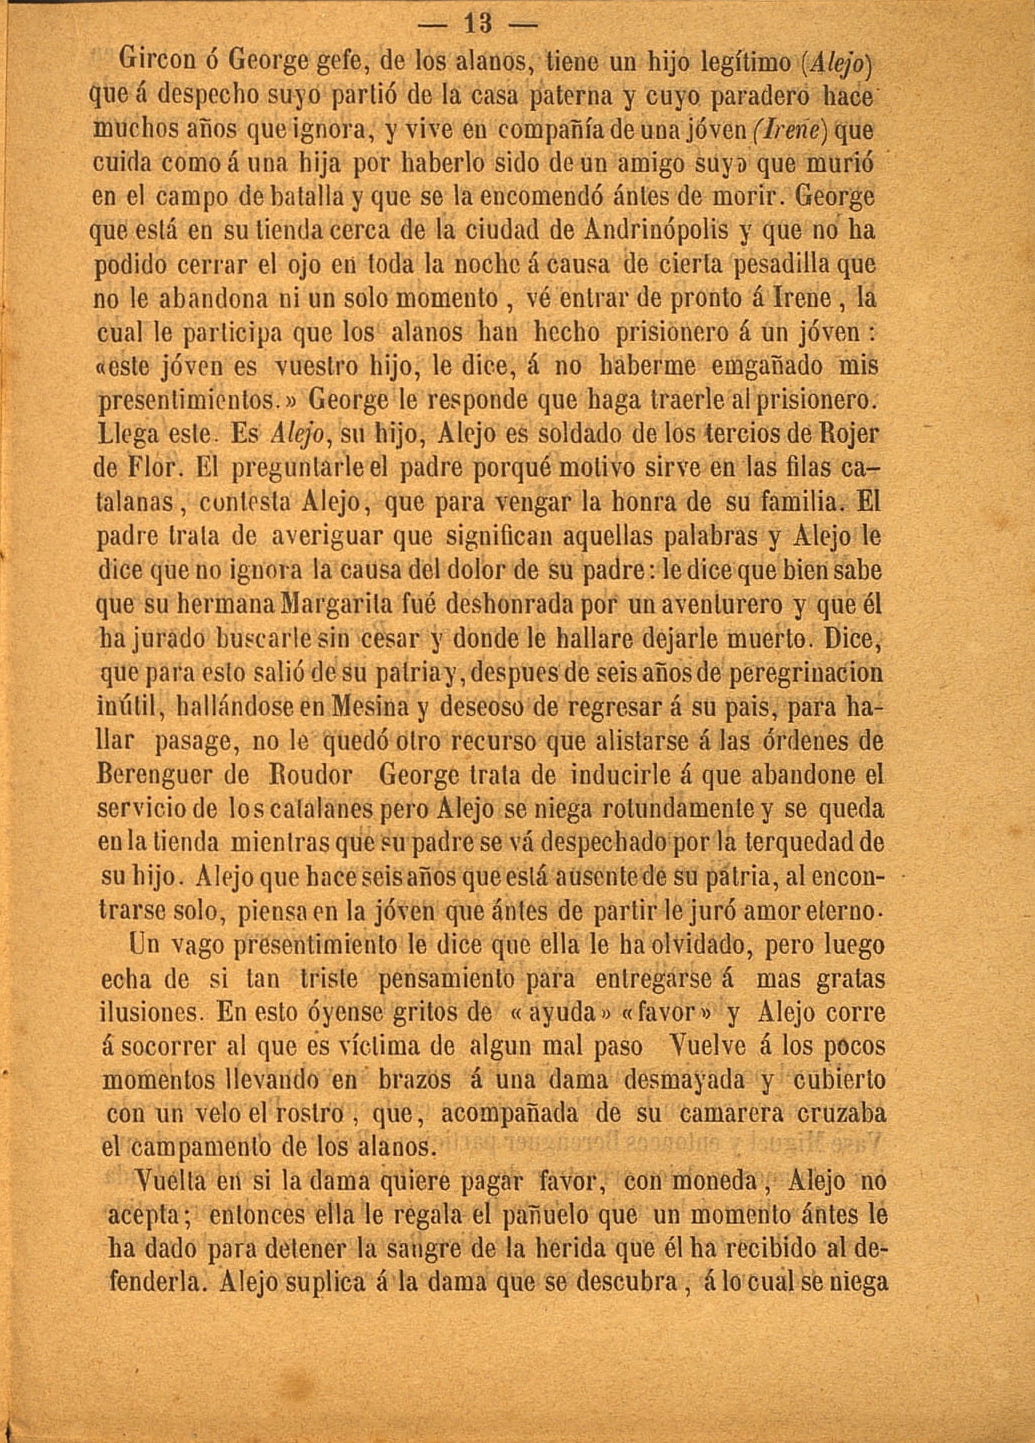 — 13 —
Gircon ó George gefe, de los alanos, tiene un hijo legítimo (Alejo)
que á despecho suyo partió de la casa paterna y cuyo paradero hace
muchos años que ignora, y vive en compañía de una jóven (Irene) que
cuida como á una hija por haberlo sido de un amigo suyo que murió
en el campo de batalla y que se la encomendó ántes de morir. George
que está en su tienda cerca de la ciudad de Andrinópolis y que no ha
podido cerrar el ojo en toda la noche á causa de cierta pesadilla que
no le abandona ni un solo momento , vé entrar de pronto á Irene , la
cual le participa que los alanos han hecho prisionero á un jóven :
«este jóven es vuestro hijo, le dice, á no haberme emgañado mis
presentimientos.» George le responde que haga traerle al prisionero.
Llega este. Es Alejo, su hijo, Alejo es soldado de los tercios de Rojer
de Flor. El preguntarle el padre porqué motivo sirve en las filas ca-
talanas , contesta Alejo, que para vengar la honra de su familia. El
padre trata de averiguar que significan aquellas palabras y Alejo le
dice que no ignora la causa del dolor de su padre: le dice que bien sabe
que su hermana Margarita fué deshonrada por un aventurero y que él
ha jurado buscarle sin cesar y donde le hallare dejarle muerto. Dice,
que para esto salió de su patria y, despues de seis años de peregrinacion
inútil, hallándose en Mesina y deseoso de regresar á su pais, para ha-
llar pasage, no le quedó otro recurso que alistarse á las órdenes de
Berenguer de Roudor George trata de inducirle á que abandone el
servicio de los catalanes pero Alejo se niega rotundamente y se queda
en la tienda mientras que su padre se vá despechado por la terquedad de
su hijo. Alejo que hace seis años que está ausente de su pátria, al encon-
trarse solo, piensa en la jóven que ántes de partir le juró amor eterno.
Un vago presentimiento le dice que ella le ha olvidado, pero luego
echa de si tan triste pensamiento para entregarse á mas gratas
ilusiones. En esto óyense gritos de « ayuda» «favor» y Alejo corre
á socorrer al que es víctima de algun mal paso Vuelve á los pocos
momentos llevando en brazos á una dama desmayada y cubierto
con un velo el rostro , que, acompañada de su camarera cruzaba
el campamento de los alanos.
Vuelta en si la dama quiere pagar favor, con moneda , Alejo no
acepta; entonces ella le regala el pañuelo que un momento ántes le
ha dado para detener la sangre de la herida que él ha recibido al de-
fenderla. Alejo suplica á la dama que se descubra , á lo cual se niega